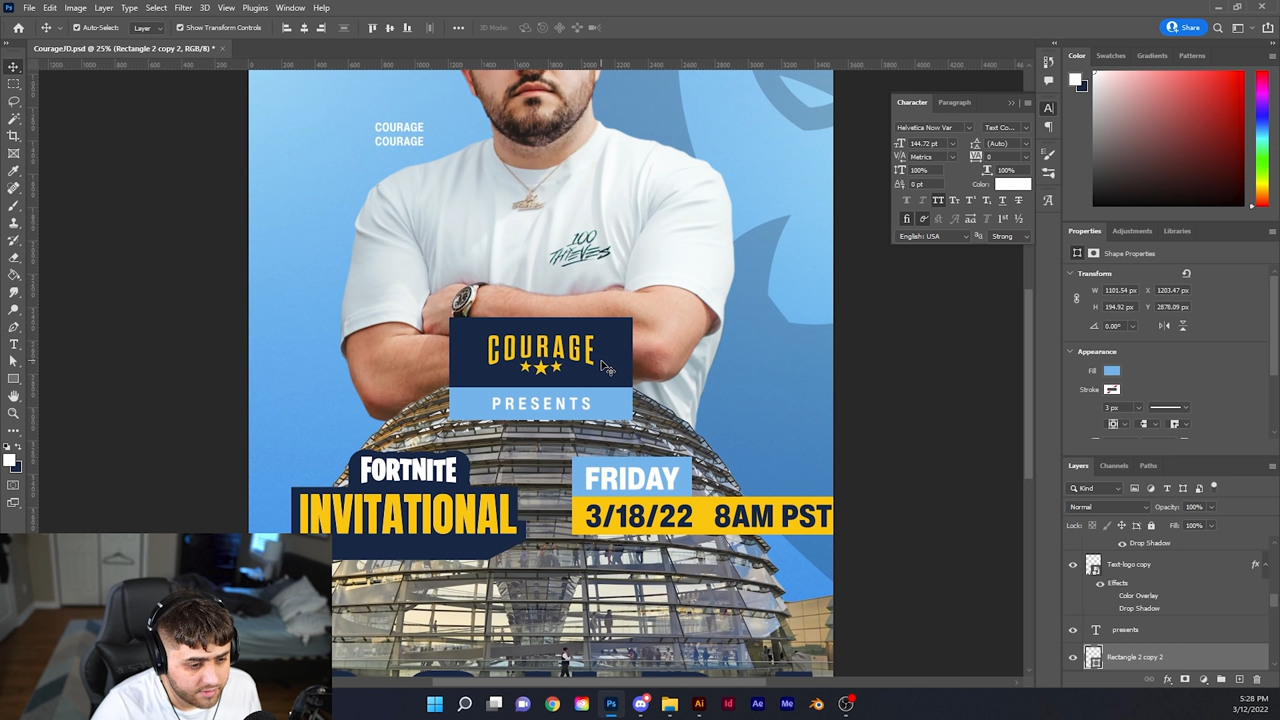 File Edit Image Layer Type Select Filter 3D View Plugins Window Help
Auto-Select: Layer Show Transform Controls 3D Mode: Share
CourageJD.psd @ 25% (Rectangle 2 copy 2, RGB/8) *
Color Swatches Gradients Patterns
Character Paragraph
Helvetica Now Var Text Co...
144.72 pt (Auto)
Metrics 0
100% 100%
0 pt Color:
English: USA Strong
COURAGE
COURAGE
100
THIEVES
COURAGE
PRESENTS
FORTNITE
INVITATIONAL
FRIDAY
3/18/22 8AM PST
Properties Adjustments Libraries
Shape Properties
Transform
W 1101.54 px X 1203.47 px
H 194.92 px Y 2878.09 px
0.00°
Appearance
Fill
Stroke
3 px
Layers Channels Paths
Kind
Normal Opacity: 100%
Lock: Fill: 100%
Drop Shadow
Text-logo copy fx
Effects
Color Overlay
Drop Shadow
presents
Rectangle 2 copy 2
5:28 PM
3/12/2022